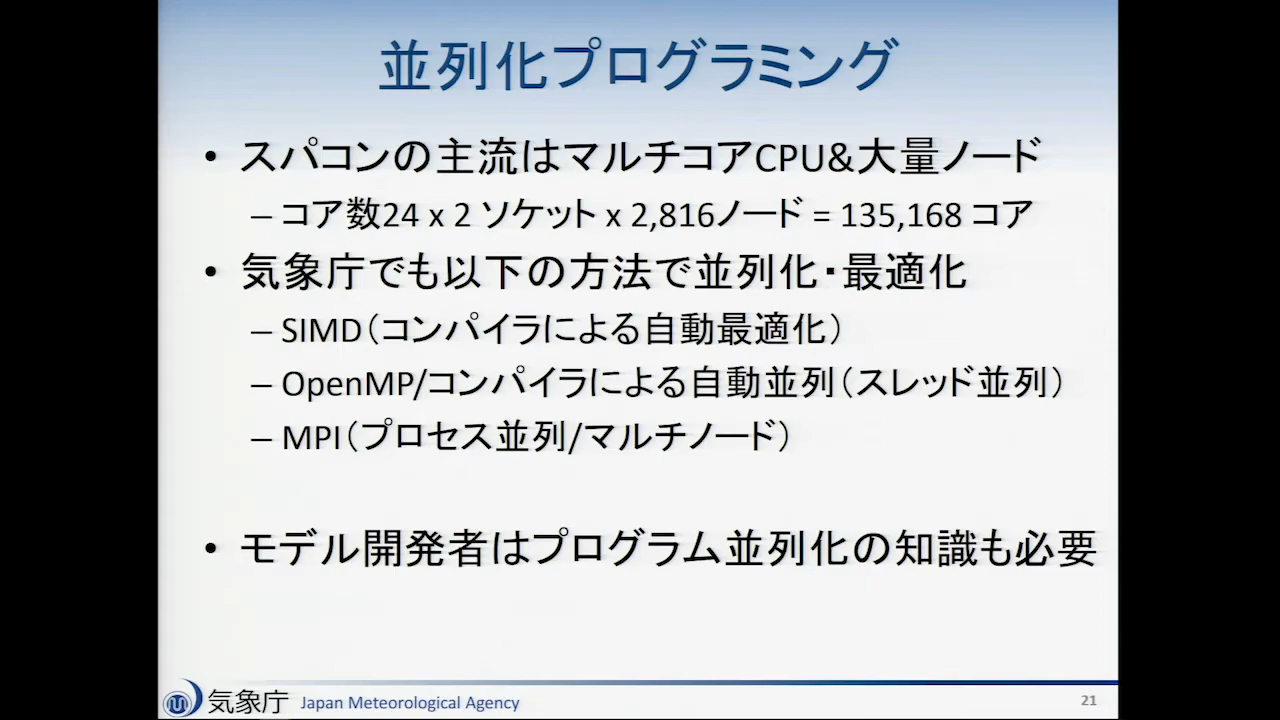 並列化プログラミング
• スパコンの主流はマルチコアCPU&大量ノード
– コア数24 x 2 ソケット x 2,816ノード = 135,168 コア
• 気象庁でも以下の方法で並列化・最適化
– SIMD（コンパイラによる自動最適化）
– OpenMP/コンパイラによる自動並列（スレッド並列）
– MPI（プロセス並列/マルチノード）
• モデル開発者はプログラム並列化の知識も必要
気象庁 Japan Meteorological Agency
21